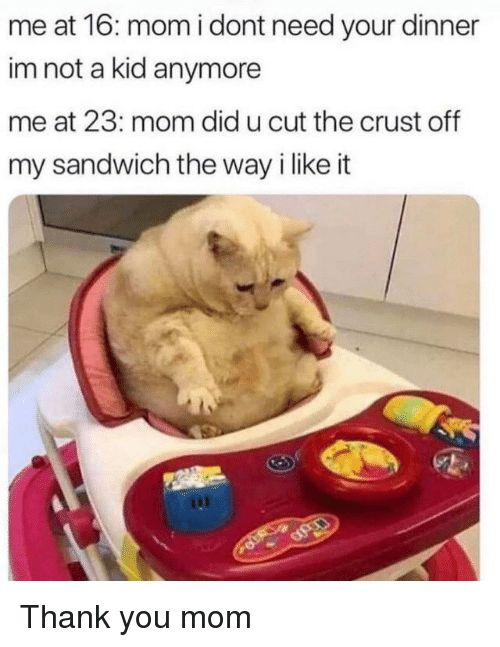 me at 16: mom i dont need your dinner
im not a kid anymore
me at 23: mom did u cut the crust off
my sandwich the way i like it
Thank you mom